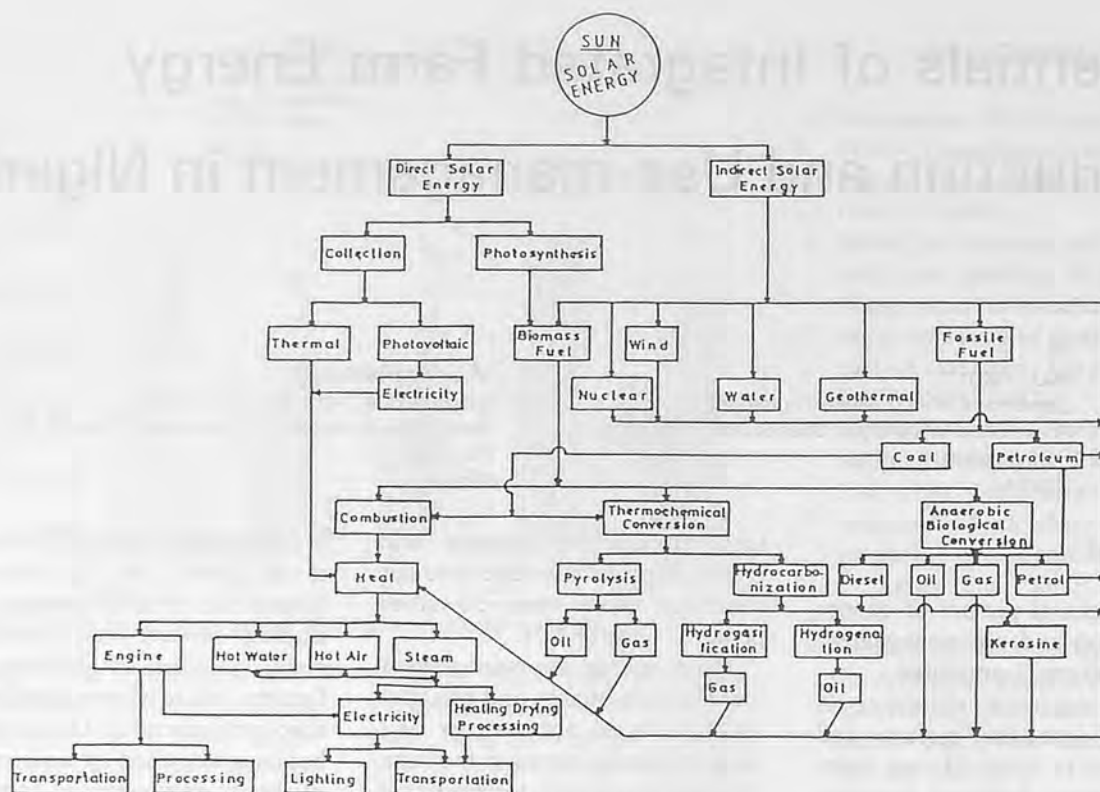 SUN
SOLAR
ENERGY
Direct Solar
Energy
Indirect Solar
Energy
Collection
Photosynthesis
Thermal
Photovoltaic
Biomass
Fuel
Wind
Fossile
Fuel
Electricity
Nuclear
Water
Geothermal
Coal
Petroleum
Combustion
Thermochemical
Conversion
Anaerobic
Biological
Conversion
Heat
Pyrolysis
Hydrocarbo-
nization
Diesel
Oil
Gas
Petrol
Engine
Hot Water
Hot Air
Steam
Oil
Gas
Hydrogasi
fication
Hydrogena
tion
Kerosine
Gas
Oil
Electricity
Heating Drying
Processing
Transportation
Processing
Lighting
Transportation